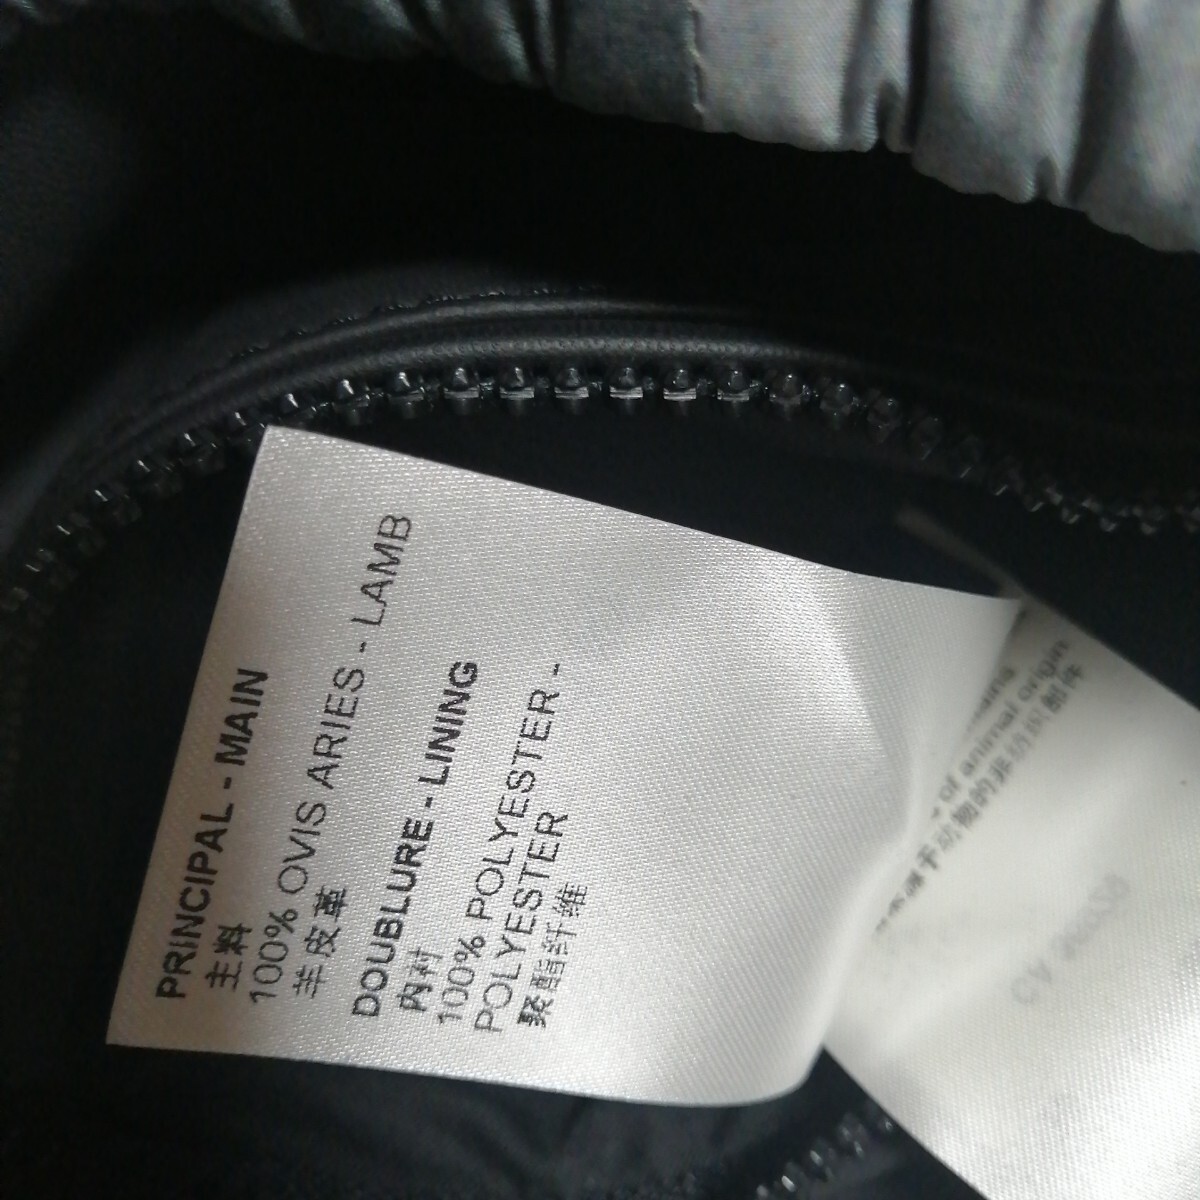 PRINCIPAL - MAIN
主料
100% OVIS ARIES - LAMB
羊皮革
DOUBLURE - LINING
内衬
100% POLYESTER -
POLYESTER
聚酯纤维
of animal origin